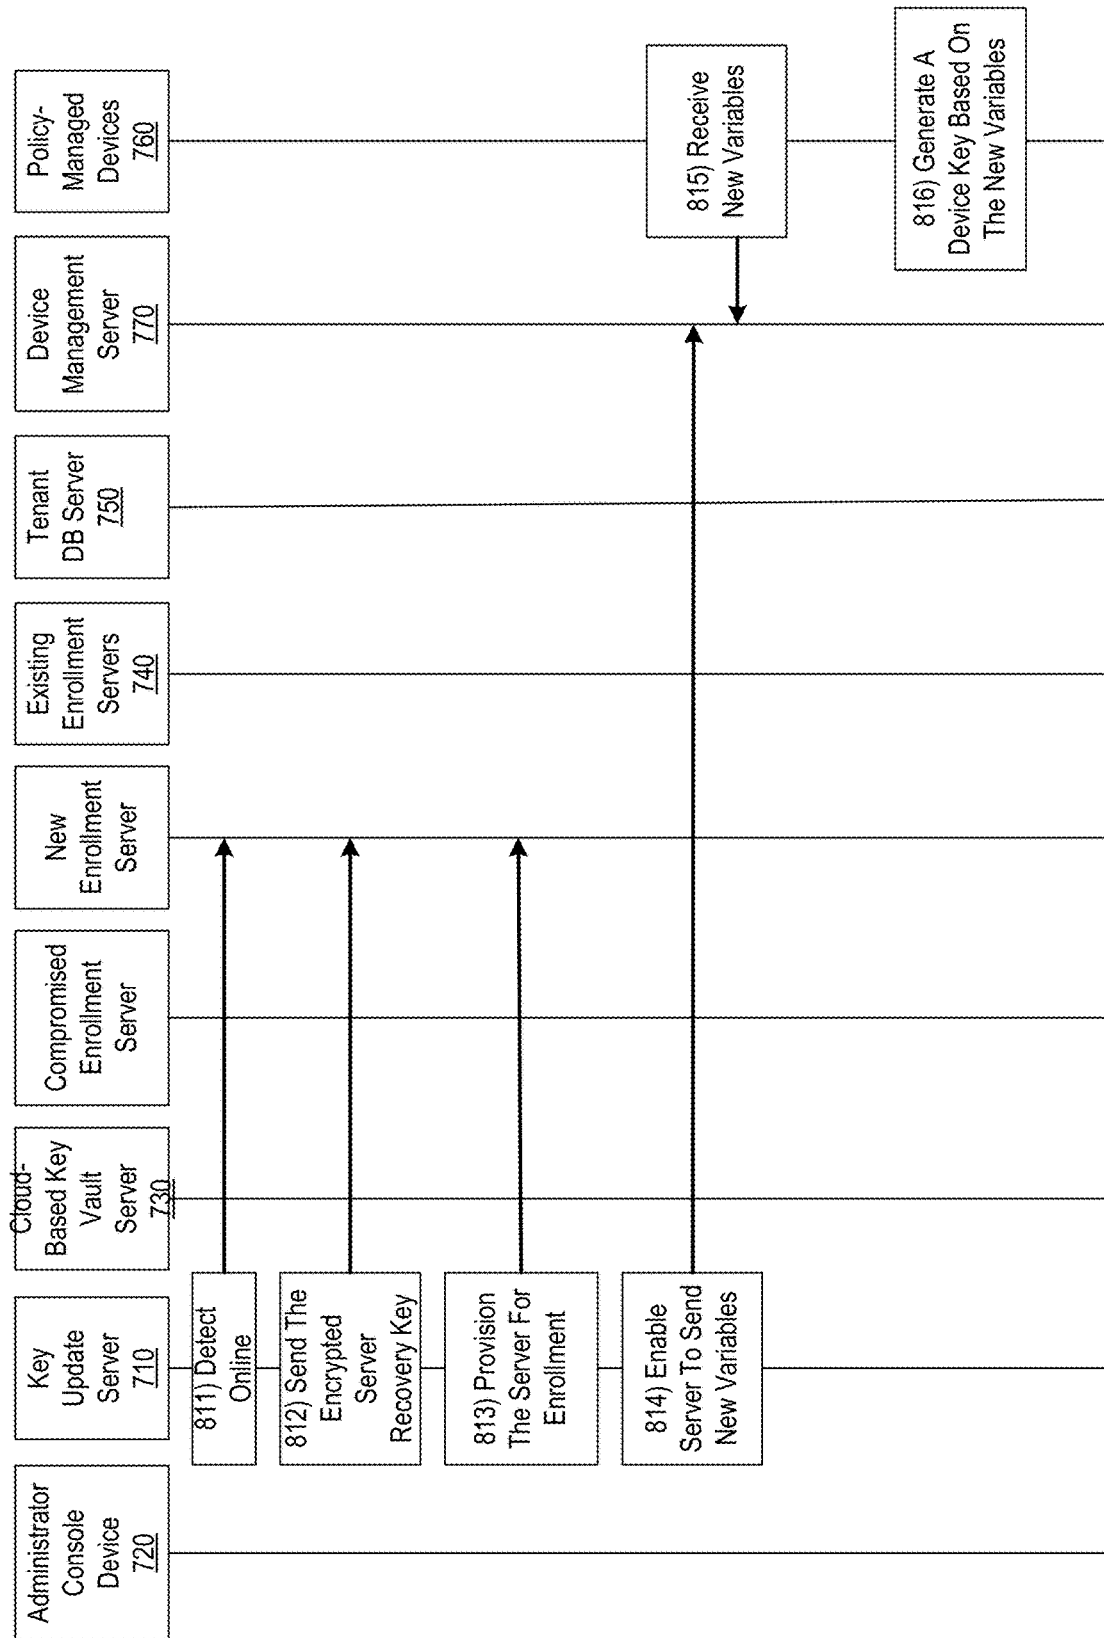 Administrator
Console
Device
720
Key
Update
Server
710
Cloud-
Based Key
Vault
Server
730
Compromised
Enrollment
Server
New
Enrollment
Server
Existing
Enrollment
Servers
740
Tenant
DB Server
750
Device
Management
Server
770
Policy-
Managed
Devices
760
811) Detect
Online
812) Send The
Encrypted
Server
Recovery Key
813) Provision
The Server For
Enrollment
814) Enable
Server To Send
New Variables
815) Receive
New Variables
816) Generate A
Device Key Based On
The New Variables